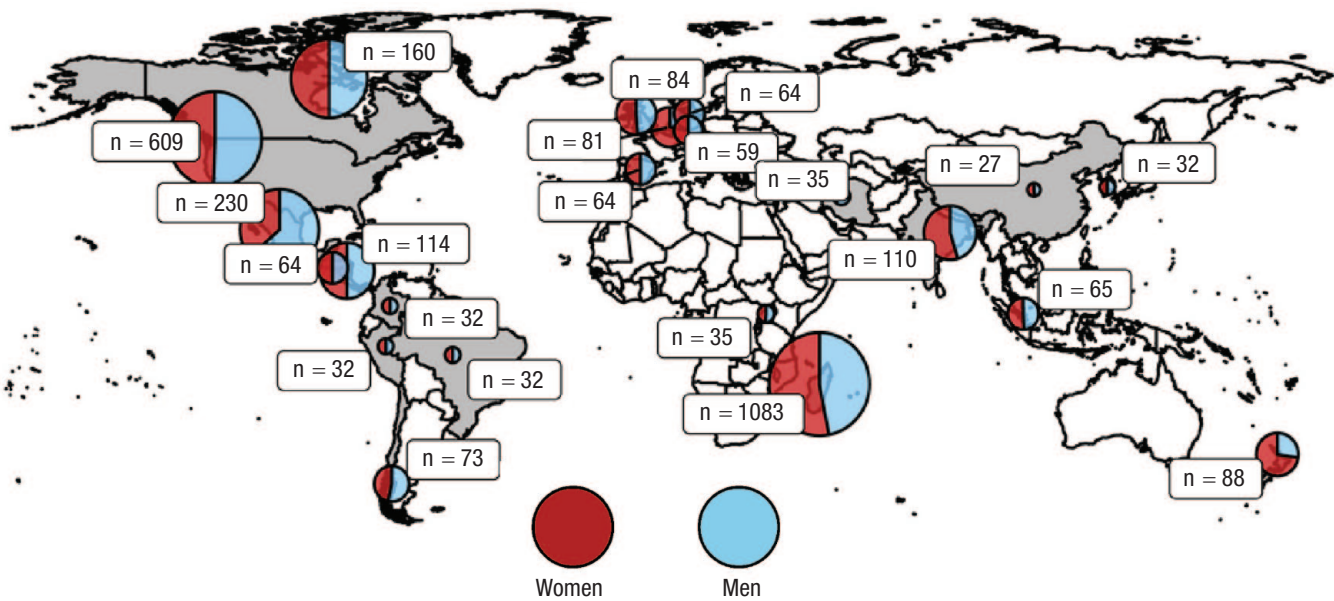 n = 160
n = 84
n = 64
n = 609
n = 81
n = 59
n = 27
n = 32
n = 35
n = 230
n = 64
n = 114
n = 64
n = 110
n = 65
n = 32
n = 35
n = 32
n = 32
n = 1083
n = 73
n = 88
Women
Men